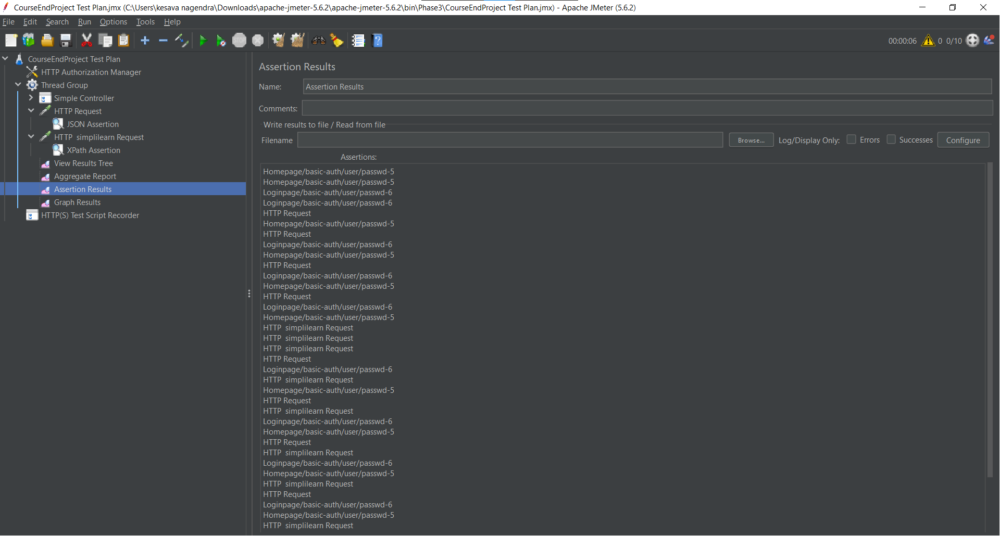 CourseEndProject Test Plan.jmx (C:\Users\kesava nagendra\Downloads\apache-jmeter-5.6.2\apache-jmeter-5.6.2\bin\Phase3\CourseEndProject Test Plan.jmx) - Apache JMeter (5.6.2)
File Edit Search Run Options Tools Help
STOP 00:00:06 0 0/10
CourseEndProject Test Plan
HTTP Authorization Manager
Thread Group
Simple Controller
HTTP Request
JSON Assertion
HTTP  simplilearn Request
XPath Assertion
View Results Tree
Aggregate Report
Assertion Results
Graph Results
HTTP(S) Test Script Recorder
Assertion Results
Name: Assertion Results
Comments:
Write results to file / Read from file
Filename Browse... Log/Display Only: Errors Successes Configure
Assertions:
Homepage/basic-auth/user/passwd-5
Homepage/basic-auth/user/passwd-5
Loginpage/basic-auth/user/passwd-6
Loginpage/basic-auth/user/passwd-6
HTTP Request
Homepage/basic-auth/user/passwd-5
HTTP Request
Loginpage/basic-auth/user/passwd-6
Homepage/basic-auth/user/passwd-5
HTTP Request
Loginpage/basic-auth/user/passwd-6
Homepage/basic-auth/user/passwd-5
HTTP Request
Loginpage/basic-auth/user/passwd-6
Homepage/basic-auth/user/passwd-5
HTTP  simplilearn Request
HTTP  simplilearn Request
HTTP  simplilearn Request
HTTP Request
Loginpage/basic-auth/user/passwd-6
HTTP  simplilearn Request
Homepage/basic-auth/user/passwd-5
HTTP Request
HTTP  simplilearn Request
Loginpage/basic-auth/user/passwd-6
Homepage/basic-auth/user/passwd-5
HTTP Request
HTTP  simplilearn Request
Loginpage/basic-auth/user/passwd-6
Homepage/basic-auth/user/passwd-5
HTTP  simplilearn Request
HTTP Request
Loginpage/basic-auth/user/passwd-6
Homepage/basic-auth/user/passwd-5
HTTP  simplilearn Request